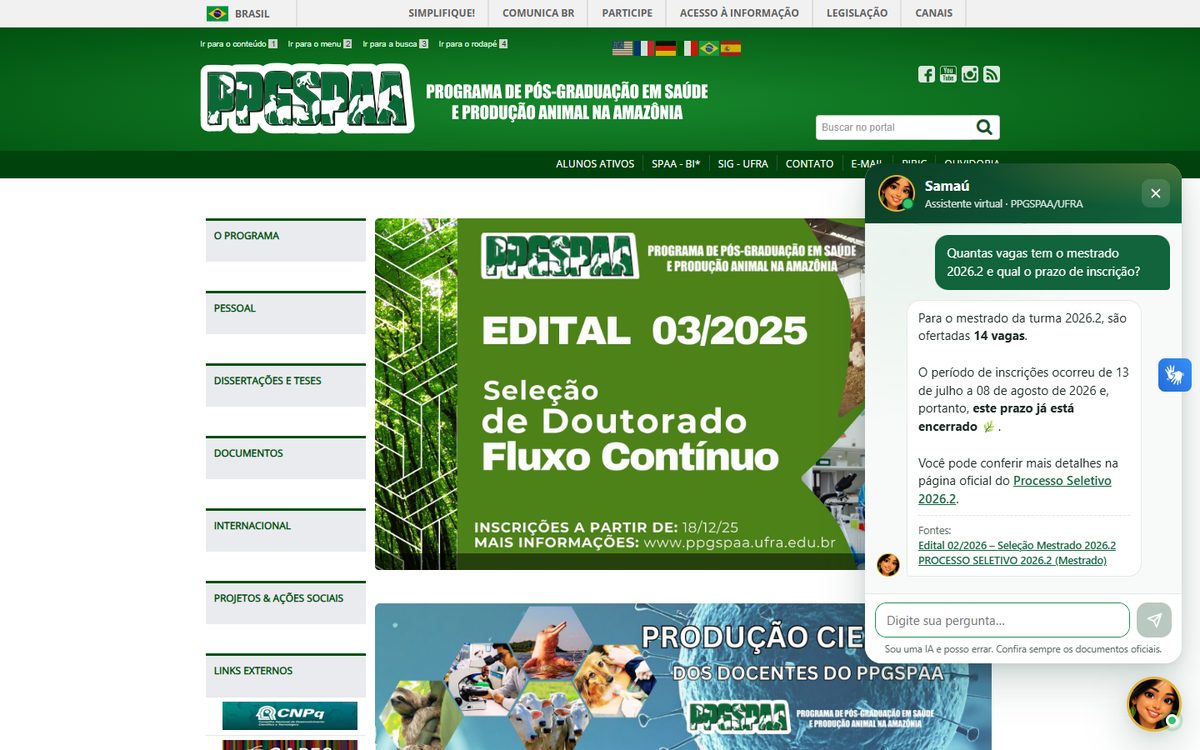 BRASIL
SIMPLIFIQUE!
COMUNICA BR
PARTICIPE
ACESSO À INFORMAÇÃO
LEGISLAÇÃO
CANAIS
Ir para o conteúdo 1
Ir para o menu 2
Ir para a busca 3
Ir para o rodapé 4
PPGSPAA
PROGRAMA DE PÓS-GRADUAÇÃO EM SAÚDE
E PRODUÇÃO ANIMAL NA AMAZÔNIA
You
Tube
Buscar no portal
ALUNOS ATIVOS
SPAA - BI*
SIG - UFRA
CONTATO
E-MAIL
PIBIC
OUVIDORIA
O PROGRAMA
PESSOAL
DISSERTAÇÕES E TESES
DOCUMENTOS
INTERNACIONAL
PROJETOS & AÇÕES SOCIAIS
LINKS EXTERNOS
CNPq
PPGSPAA
PROGRAMA DE PÓS-GRADUAÇÃO EM SAÚDE
E PRODUÇÃO ANIMAL NA AMAZÔNIA
EDITAL 03/2025
Seleção
de Doutorado
Fluxo Contínuo
INSCRIÇÕES A PARTIR DE: 18/12/25
MAIS INFORMAÇÕES: www.ppgspaa.ufra.edu.br
PRODUÇÃO CIE
DOS DOCENTES DO PPGSPAA
PPGSPAA
PROGRAMA DE PÓS-GRADUAÇÃO EM SAÚDE
E PRODUÇÃO ANIMAL NA AMAZÔNIA
Samaú
Assistente virtual · PPGSPAA/UFRA
Quantas vagas tem o mestrado
2026.2 e qual o prazo de inscrição?
Para o mestrado da turma 2026.2, são
ofertadas 14 vagas.
O período de inscrições ocorreu de 13
de julho a 08 de agosto de 2026 e,
portanto, este prazo já está
encerrado 🌿 .
Você pode conferir mais detalhes na
página oficial do Processo Seletivo
2026.2.
Fontes:
Edital 02/2026 – Seleção Mestrado 2026.2
PROCESSO SELETIVO 2026.2 (Mestrado)
Digite sua pergunta...
Sou uma IA e posso errar. Confira sempre os documentos oficiais.